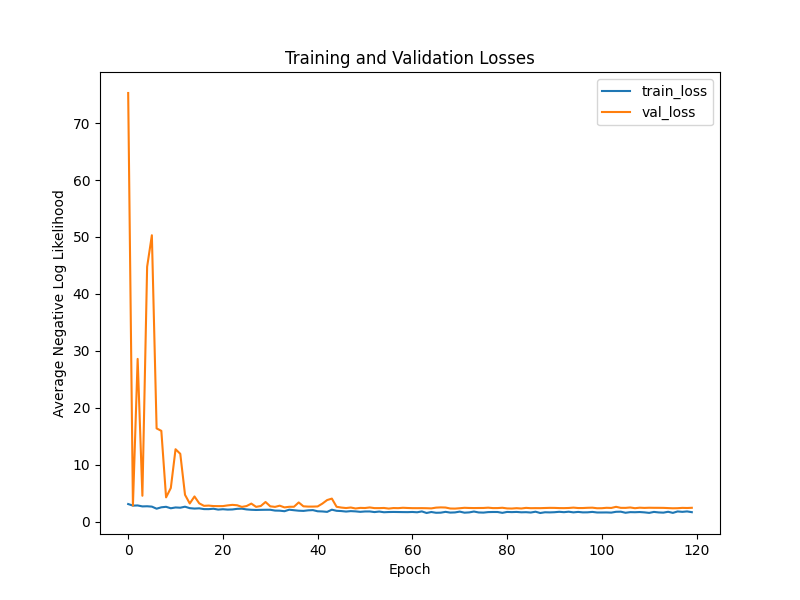 Training and Validation Losses
train_loss
val_loss
Average Negative Log Likelihood
70
60
50
40
30
20
10
0
0 20 40 60 80 100 120
Epoch